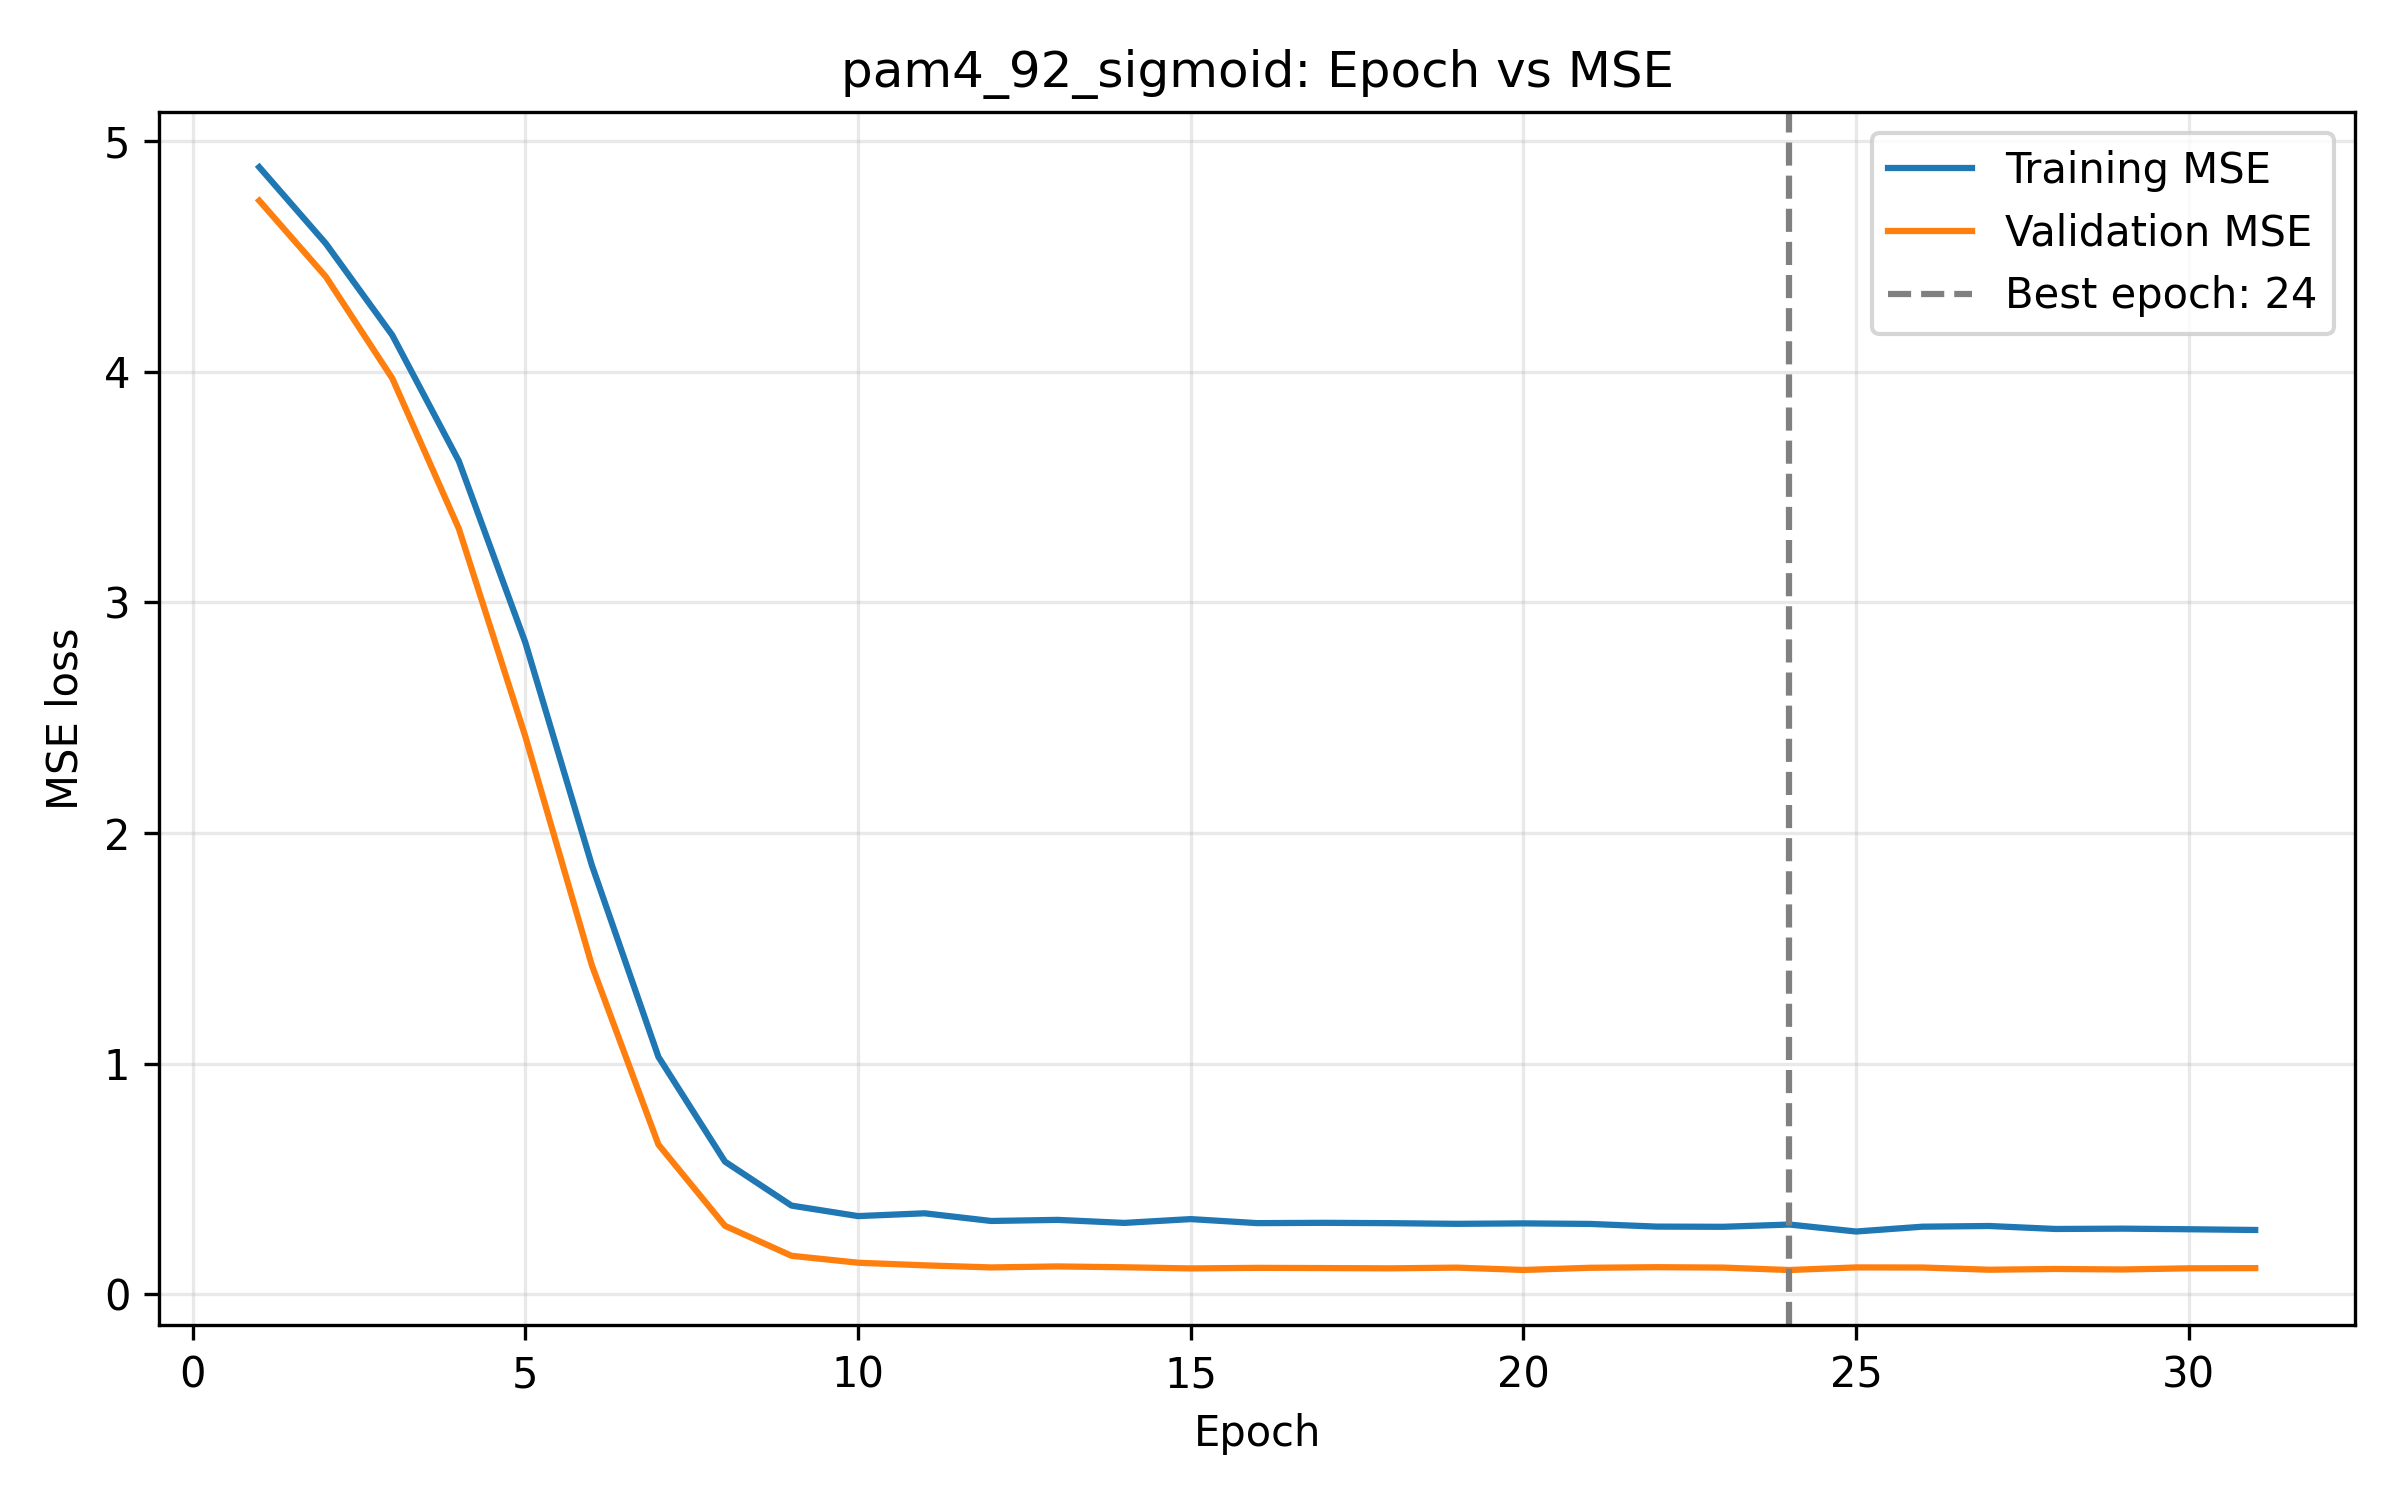 pam4_92_sigmoid: Epoch vs MSE
Training MSE
Validation MSE
Best epoch: 24
5
4
3
2
1
0
MSE loss
0 5 10 15 20 25 30
Epoch